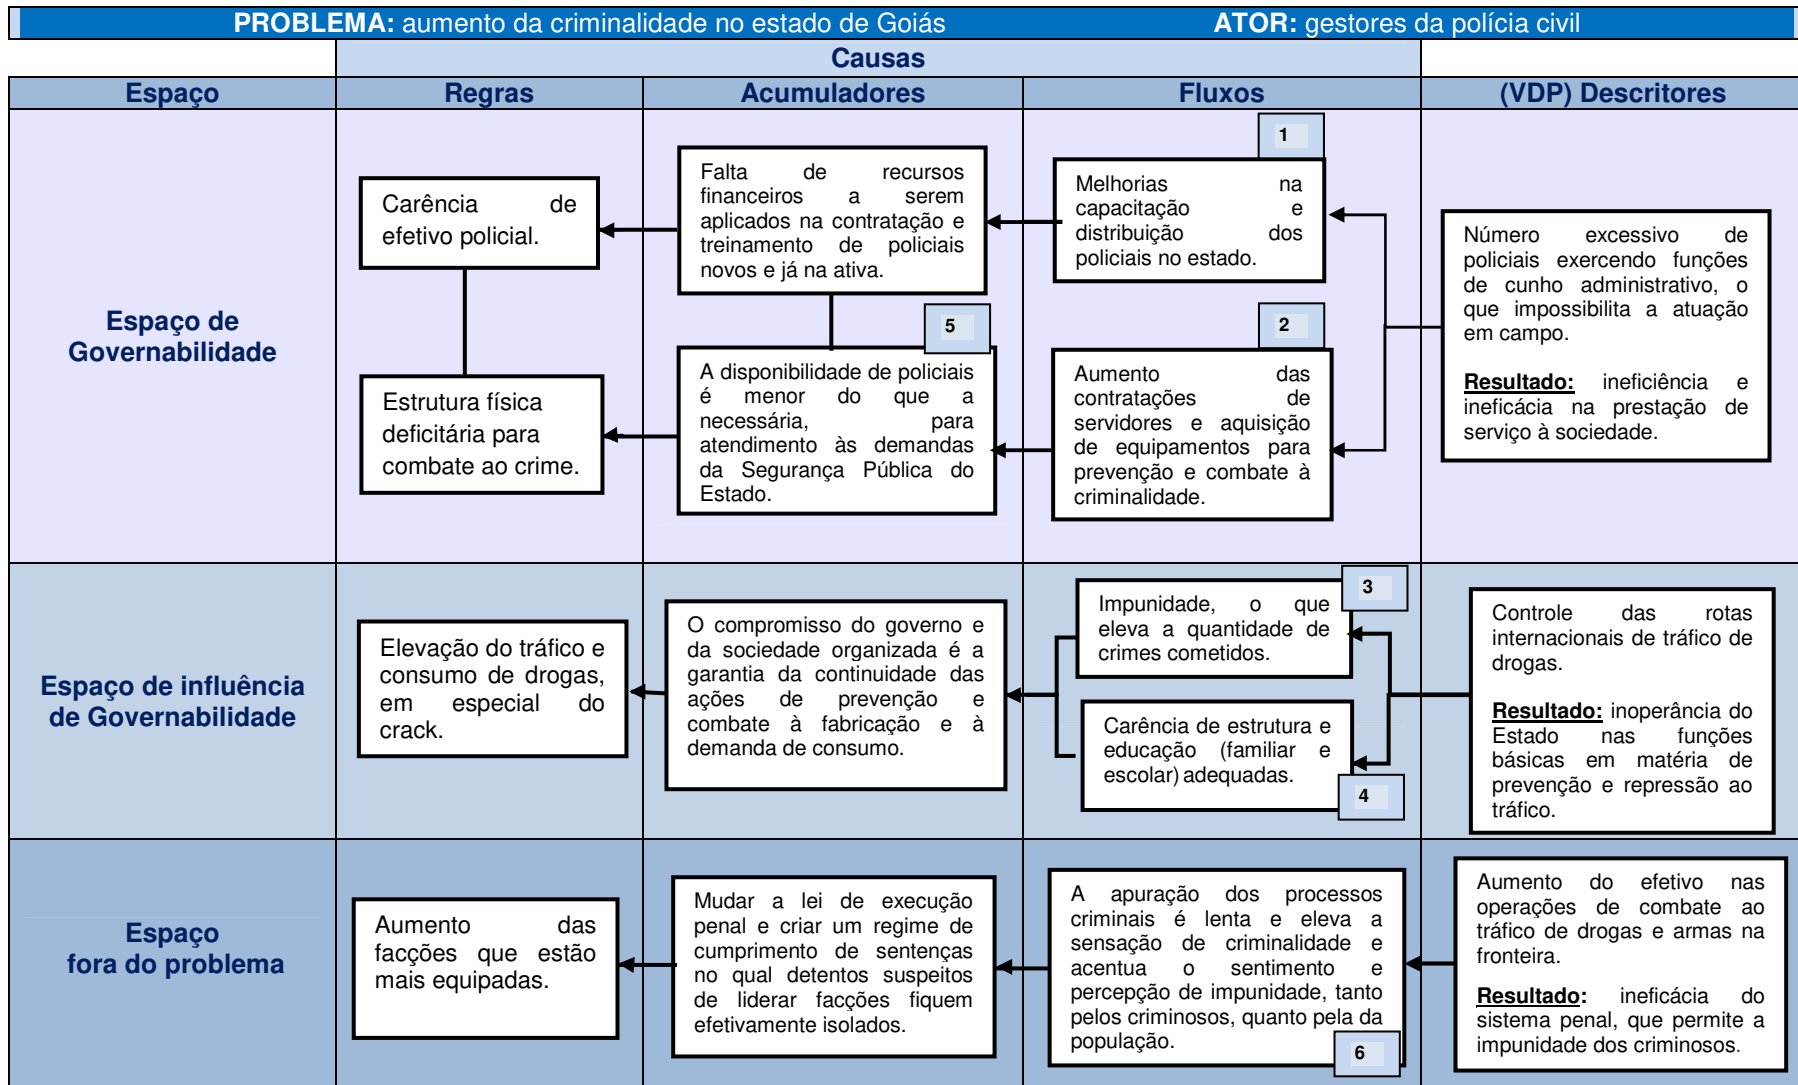 PROBLEMA: aumento da criminalidade no estado de Goiás ATOR: gestores da polícia civil
Causas
Espaço Regras Acumuladores Fluxos (VDP) Descritores
Espaço de
Governabilidade
Carência de
efetivo policial.
Estrutura física
deficitária para
combate ao crime.
Falta de recursos
financeiros a serem
aplicados na contratação e
treinamento de policiais
novos e já na ativa.
5
A disponibilidade de policiais
é menor do que a
necessária, para
atendimento às demandas
da Segurança Pública do
Estado.
1
Melhorias na
capacitação e
distribuição dos
policiais no estado.
2
Aumento das
contratações de
servidores e aquisição
de equipamentos para
prevenção e combate à
criminalidade.
Número excessivo de
policiais exercendo funções
de cunho administrativo, o
que impossibilita a atuação
em campo.
Resultado: ineficiência e
ineficácia na prestação de
serviço à sociedade.
Espaço de influência
de Governabilidade
Elevação do tráfico e
consumo de drogas,
em especial do
crack.
O compromisso do governo e
da sociedade organizada é a
garantia da continuidade das
ações de prevenção e
combate à fabricação e à
demanda de consumo.
3
Impunidade, o que
eleva a quantidade de
crimes cometidos.
Carência de estrutura e
educação (familiar e
escolar) adequadas.
4
Controle das rotas
internacionais de tráfico de
drogas.
Resultado: inoperância do
Estado nas funções
básicas em matéria de
prevenção e repressão ao
tráfico.
Espaço
fora do problema
Aumento das
facções que estão
mais equipadas.
Mudar a lei de execução
penal e criar um regime de
cumprimento de sentenças
no qual detentos suspeitos
de liderar facções fiquem
efetivamente isolados.
A apuração dos processos
criminais é lenta e eleva a
sensação de criminalidade e
acentua o sentimento e
percepção de impunidade, tanto
pelos criminosos, quanto pela da
população.
6
Aumento do efetivo nas
operações de combate ao
tráfico de drogas e armas na
fronteira.
Resultado: ineficácia do
sistema penal, que permite a
impunidade dos criminosos.